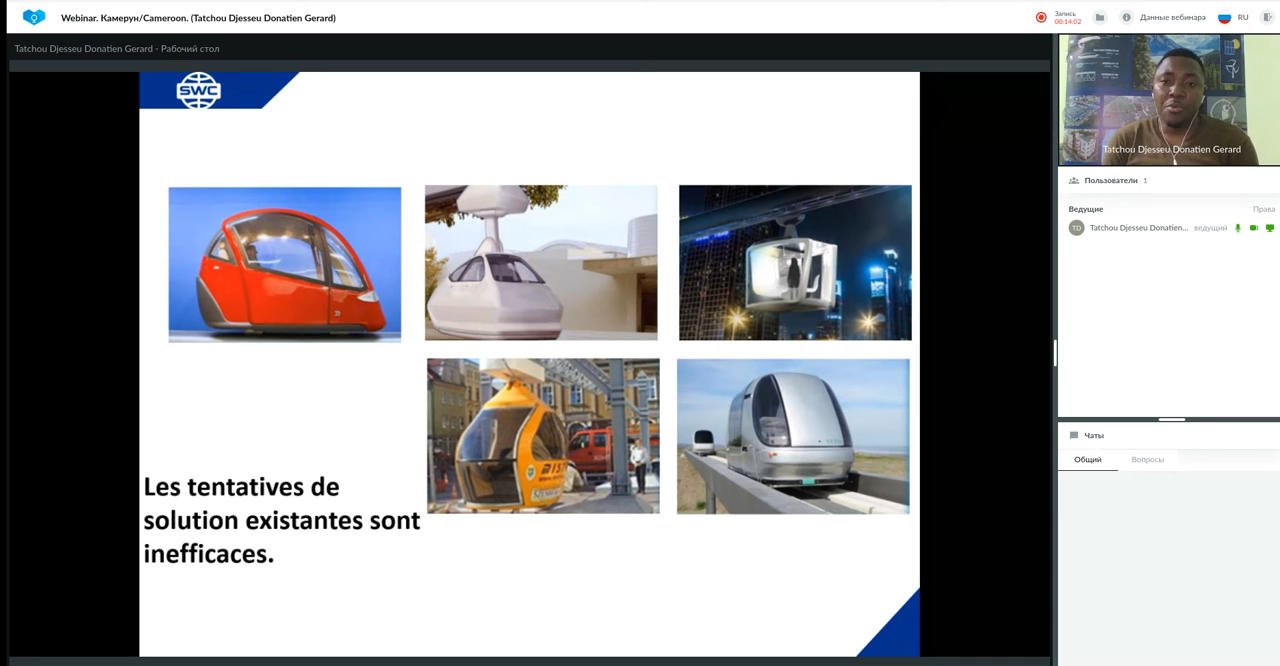 Webinar. Камерун/Cameroon. (Tatchou Djesseu Donatien Gerard)
Запись
00:14:02
Данные вебинара
RU
Tatchou Djesseu Donatien Gerard - Рабочий стол
SWC
Tatchou Djesseu Donatien Gerard
Пользователи 1
Ведущие Права
TD Tatchou Djesseu Donatien... ведущий
Les tentatives de
solution existantes sont
inefficaces.
Чаты
Общий Вопросы